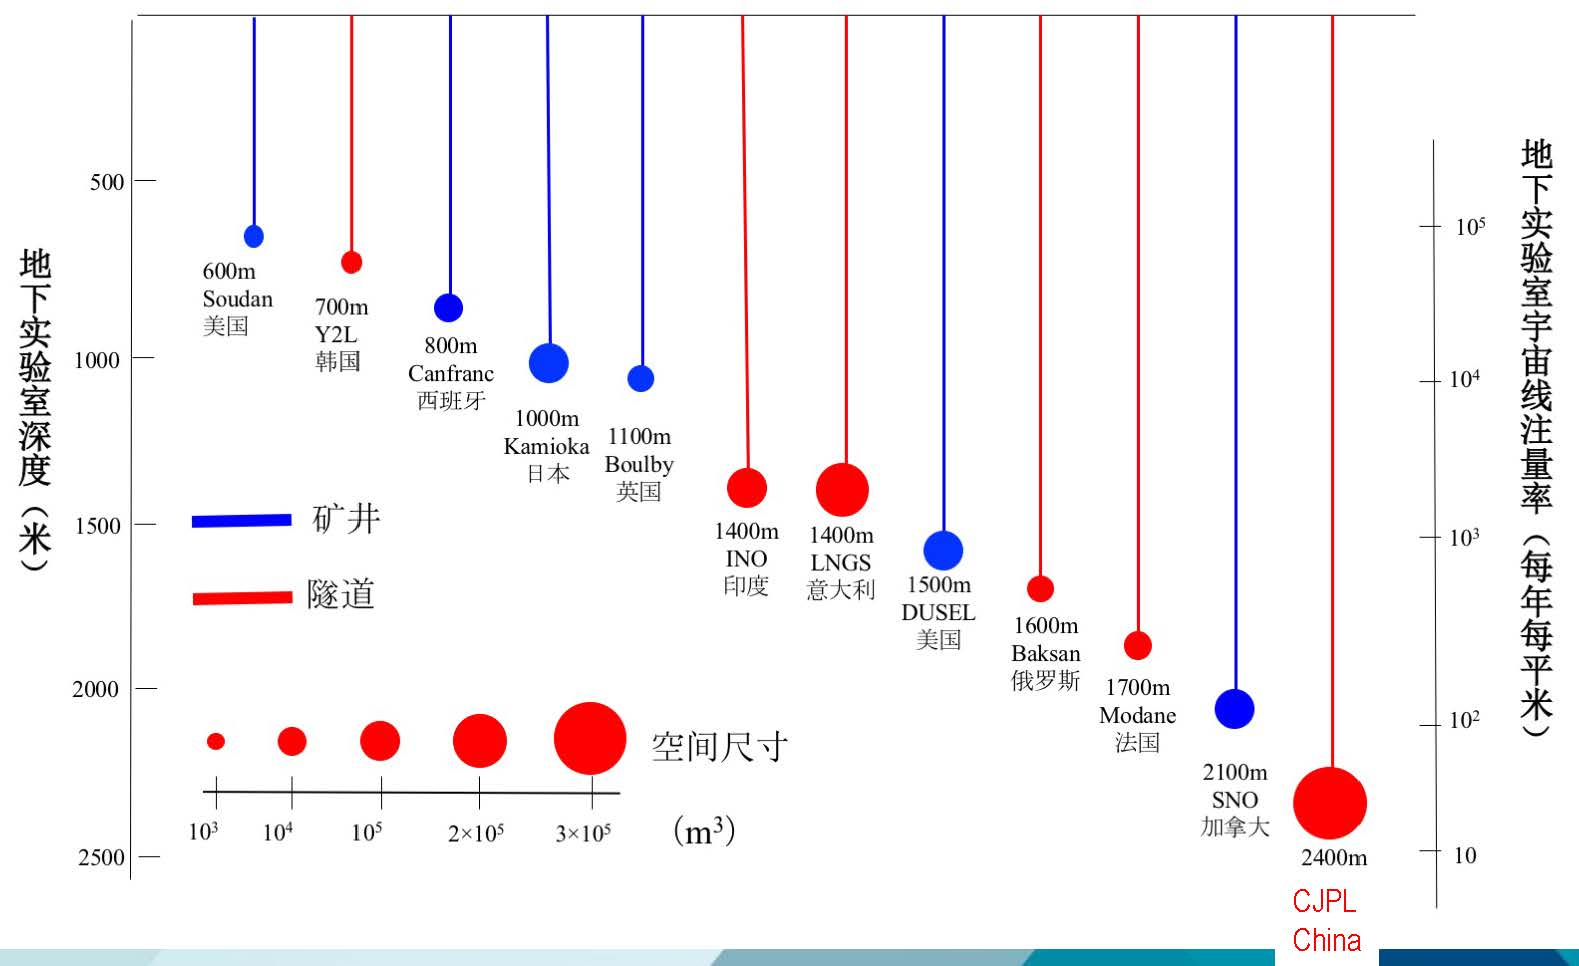 地下实验室深度（米）
500
1000
1500
2000
2500
600m
Soudan
美国
700m
Y2L
韩国
800m
Canfranc
西班牙
1000m
Kamioka
日本
1100m
Boulby
英国
1400m
INO
印度
1400m
LNGS
意大利
1500m
DUSEL
美国
1600m
Baksan
俄罗斯
1700m
Modane
法国
2100m
SNO
加拿大
2400m
CJPL
China
矿井
隧道
空间尺寸
10³ 10⁴ 10⁵ 2×10⁵ 3×10⁵ （m³）
10⁵
10⁴
10³
10²
10
地下实验室宇宙线注量率（每年每平米）